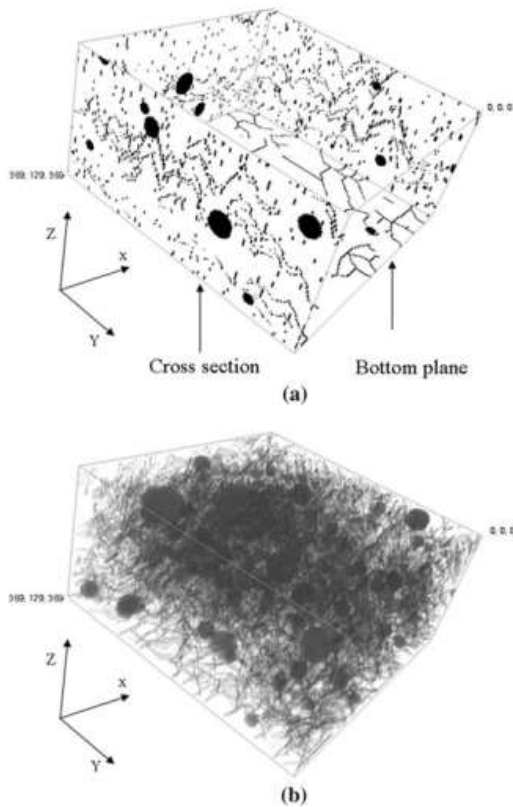 0, 0, 0
369, 129, 369
Z
x
Y
Cross section
Bottom plane
(a)
0, 0, 0
369, 129, 369
Z
x
Y
(b)